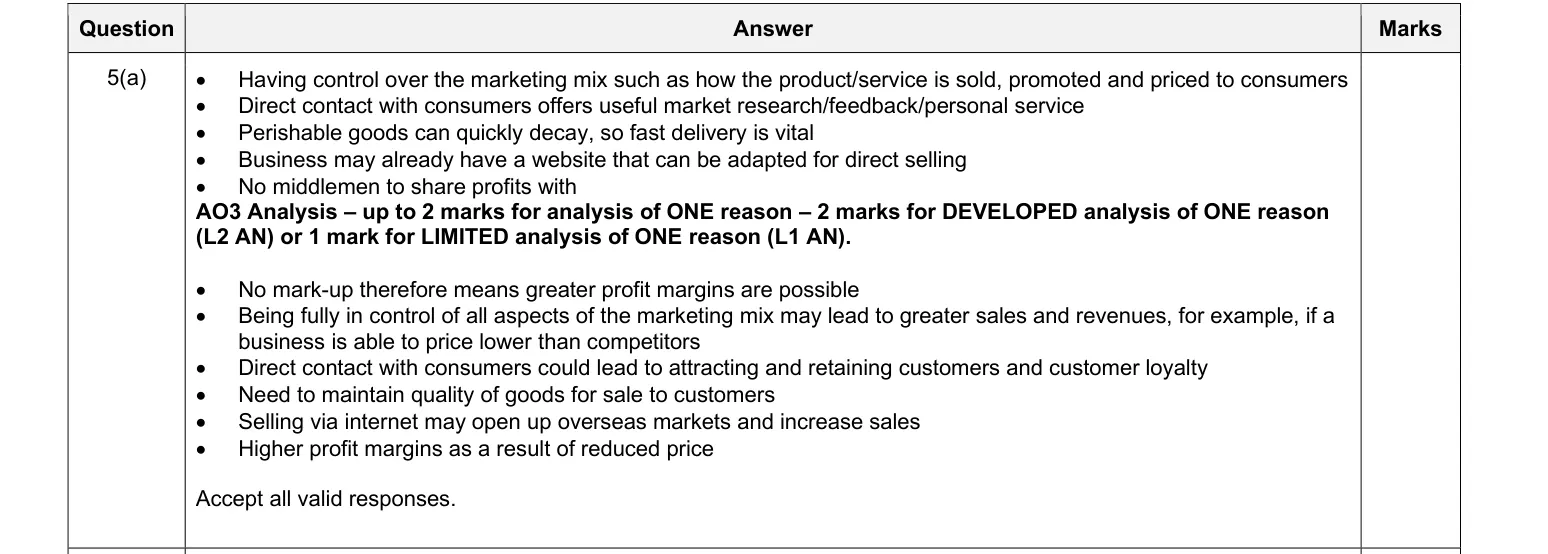 Question Answer Marks
5(a)
• Having control over the marketing mix such as how the product/service is sold, promoted and priced to consumers
• Direct contact with consumers offers useful market research/feedback/personal service
• Perishable goods can quickly decay, so fast delivery is vital
• Business may already have a website that can be adapted for direct selling
• No middlemen to share profits with
AO3 Analysis – up to 2 marks for analysis of ONE reason – 2 marks for DEVELOPED analysis of ONE reason
(L2 AN) or 1 mark for LIMITED analysis of ONE reason (L1 AN).
• No mark-up therefore means greater profit margins are possible
• Being fully in control of all aspects of the marketing mix may lead to greater sales and revenues, for example, if a
business is able to price lower than competitors
• Direct contact with consumers could lead to attracting and retaining customers and customer loyalty
• Need to maintain quality of goods for sale to customers
• Selling via internet may open up overseas markets and increase sales
• Higher profit margins as a result of reduced price
Accept all valid responses.